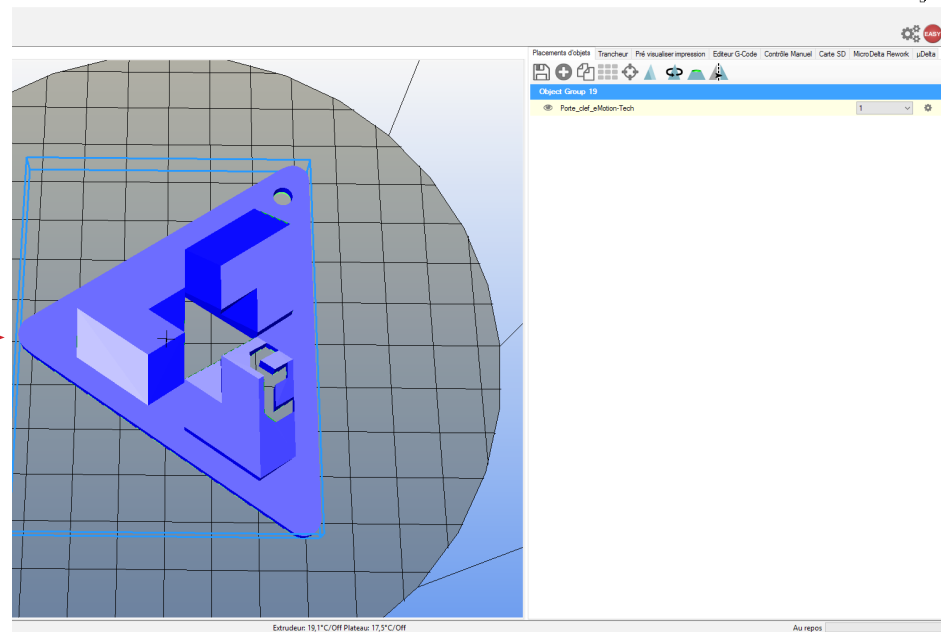 EASY
Placements d'objets Trancheur Pré visualiser impression Editeur G-Code Contrôle Manuel Carte SD MicroDelta Rework µDelta
Object Group 19
Porte_clef_eMotion-Tech 1
Extrudeur: 19,1°C/Off Plateau: 17,5°C/Off Au repos